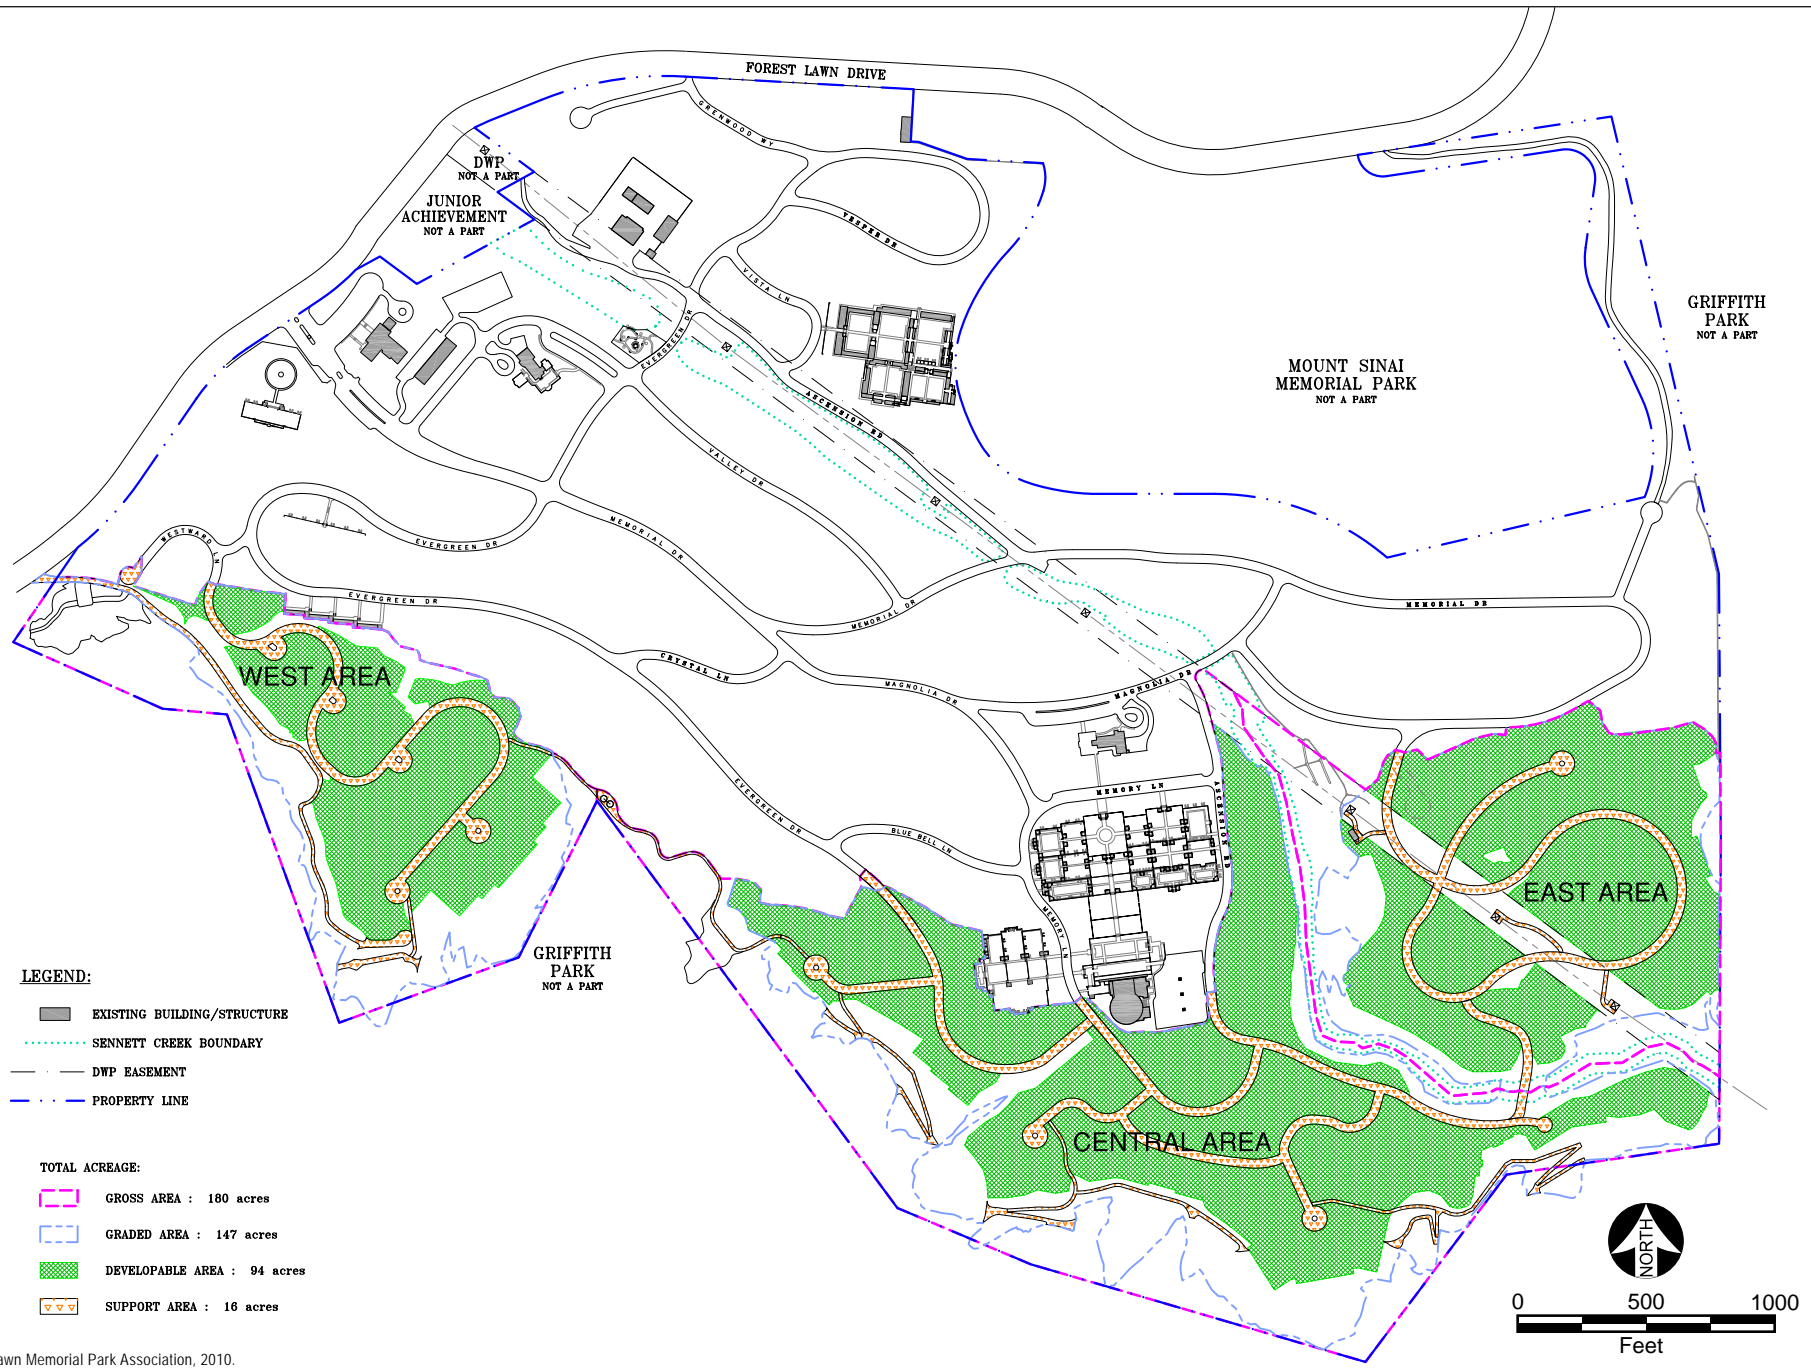 FOREST LAWN DRIVE
GRENWOOD WY
DWP
NOT A PART
JUNIOR
ACHIEVEMENT
NOT A PART
VESPER DR
VISTA LN
EVERGREEN DR
EVERGREEN DR
GRIFFITH
PARK
NOT A PART
MOUNT SINAI
MEMORIAL PARK
NOT A PART
ASCENSION RD
VALLEY DR
WESTWARD LN
EVERGREEN DR
MEMORIAL DR
EVERGREEN DR
MEMORIAL DR
MEMORIAL DR
CRYSTAL LN
MAGNOLIA DR
MAGNOLIA DR
WEST AREA
EVERGREEN DR
MEMORY LN
ASCENSION RD
BLUE BELL LN
MEMORY LN
EAST AREA
GRIFFITH
PARK
NOT A PART
CENTRAL AREA
LEGEND:
EXISTING BUILDING/STRUCTURE
SENNETT CREEK BOUNDARY
DWP EASEMENT
PROPERTY LINE
TOTAL ACREAGE:
GROSS AREA : 180 acres
GRADED AREA : 147 acres
DEVELOPABLE AREA : 94 acres
SUPPORT AREA : 16 acres
NORTH
0 500 1000
Feet
awn Memorial Park Association, 2010.